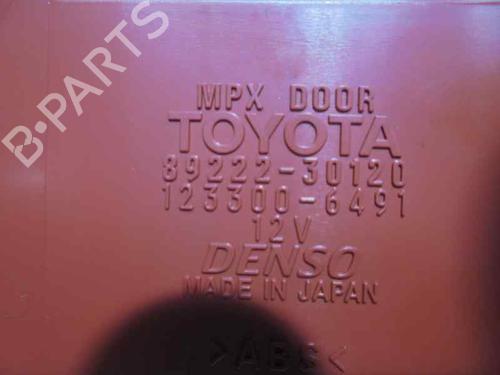 B-PARTS
MPX DOOR
TOYOTA
89222-30120
123300-6491
12V
DENSO
MADE IN JAPAN
>ABS<